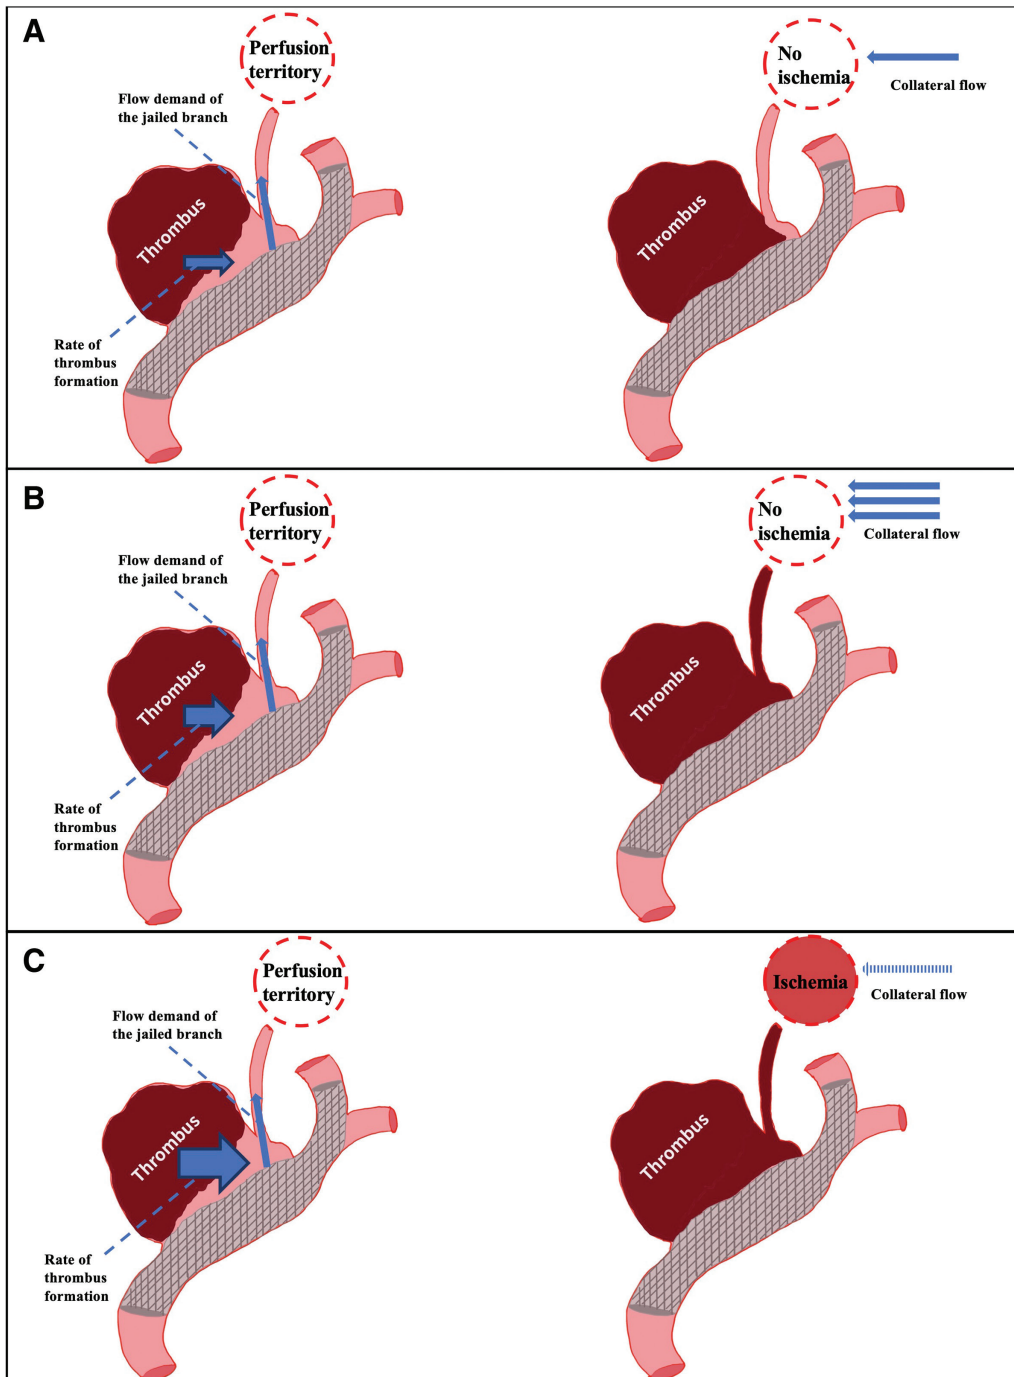 A
Perfusion
territory
Flow demand of
the jailed branch
Thrombus
Rate of
thrombus
formation
No
ischemia
Collateral flow
Thrombus
B
Perfusion
territory
Flow demand of
the jailed branch
Thrombus
Rate of
thrombus
formation
No
ischemia
Collateral flow
Thrombus
C
Perfusion
territory
Flow demand of
the jailed branch
Thrombus
Rate of
thrombus
formation
Ischemia
Collateral flow
Thrombus